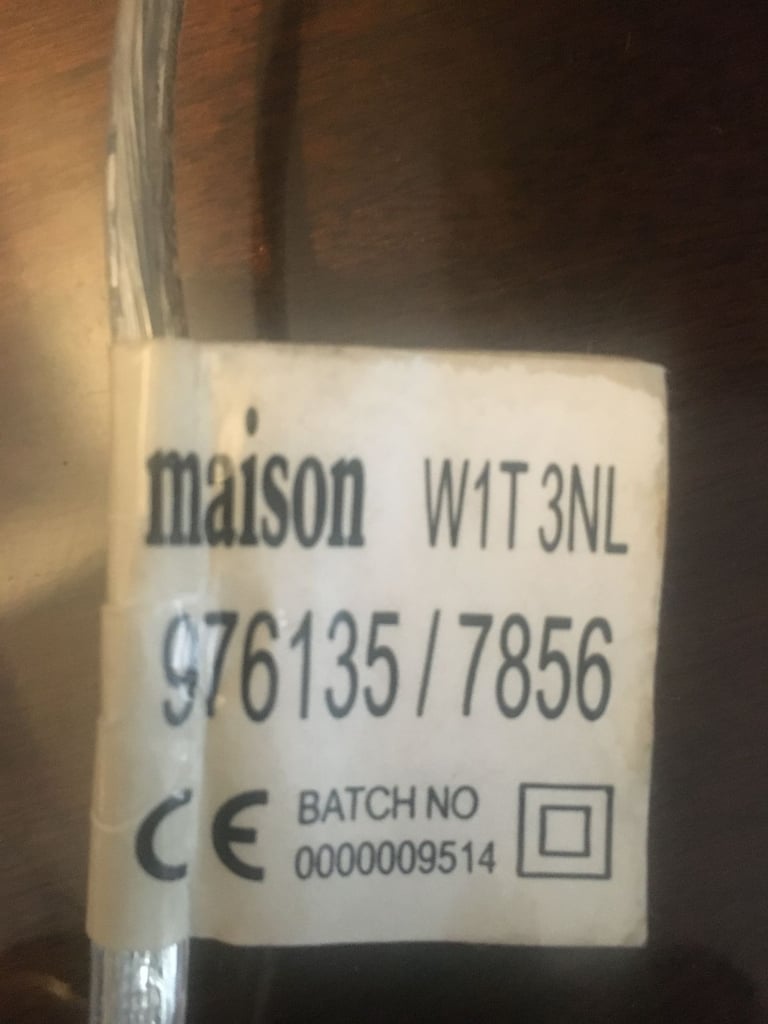 maison W1T 3NL
976135 / 7856
CE BATCH NO
0000009514